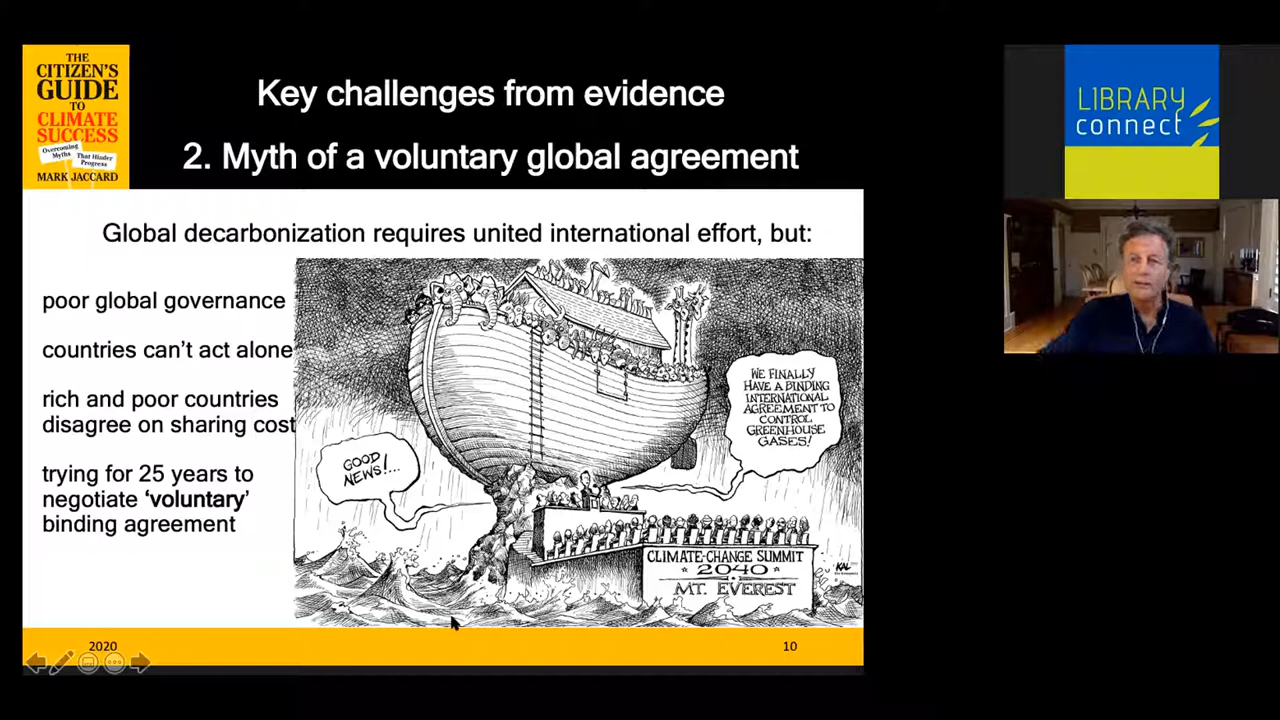 THE
CITIZEN'S
GUIDE
TO
CLIMATE
SUCCESS
Overcoming
Myths
That Hinder
Progress
MARK JACCARD
Key challenges from evidence
2. Myth of a voluntary global agreement
LIBRARY
connect
Global decarbonization requires united international effort, but:
poor global governance
countries can't act alone
rich and poor countries
disagree on sharing cost
trying for 25 years to
negotiate 'voluntary'
binding agreement
GOOD
NEWS!...
WE FINALLY
HAVE A BINDING
INTERNATIONAL
AGREEMENT TO
CONTROL
GREENHOUSE
GASES!
CLIMATE-CHANGE SUMMIT
2040
MT. EVEREST
KAL
2020
10